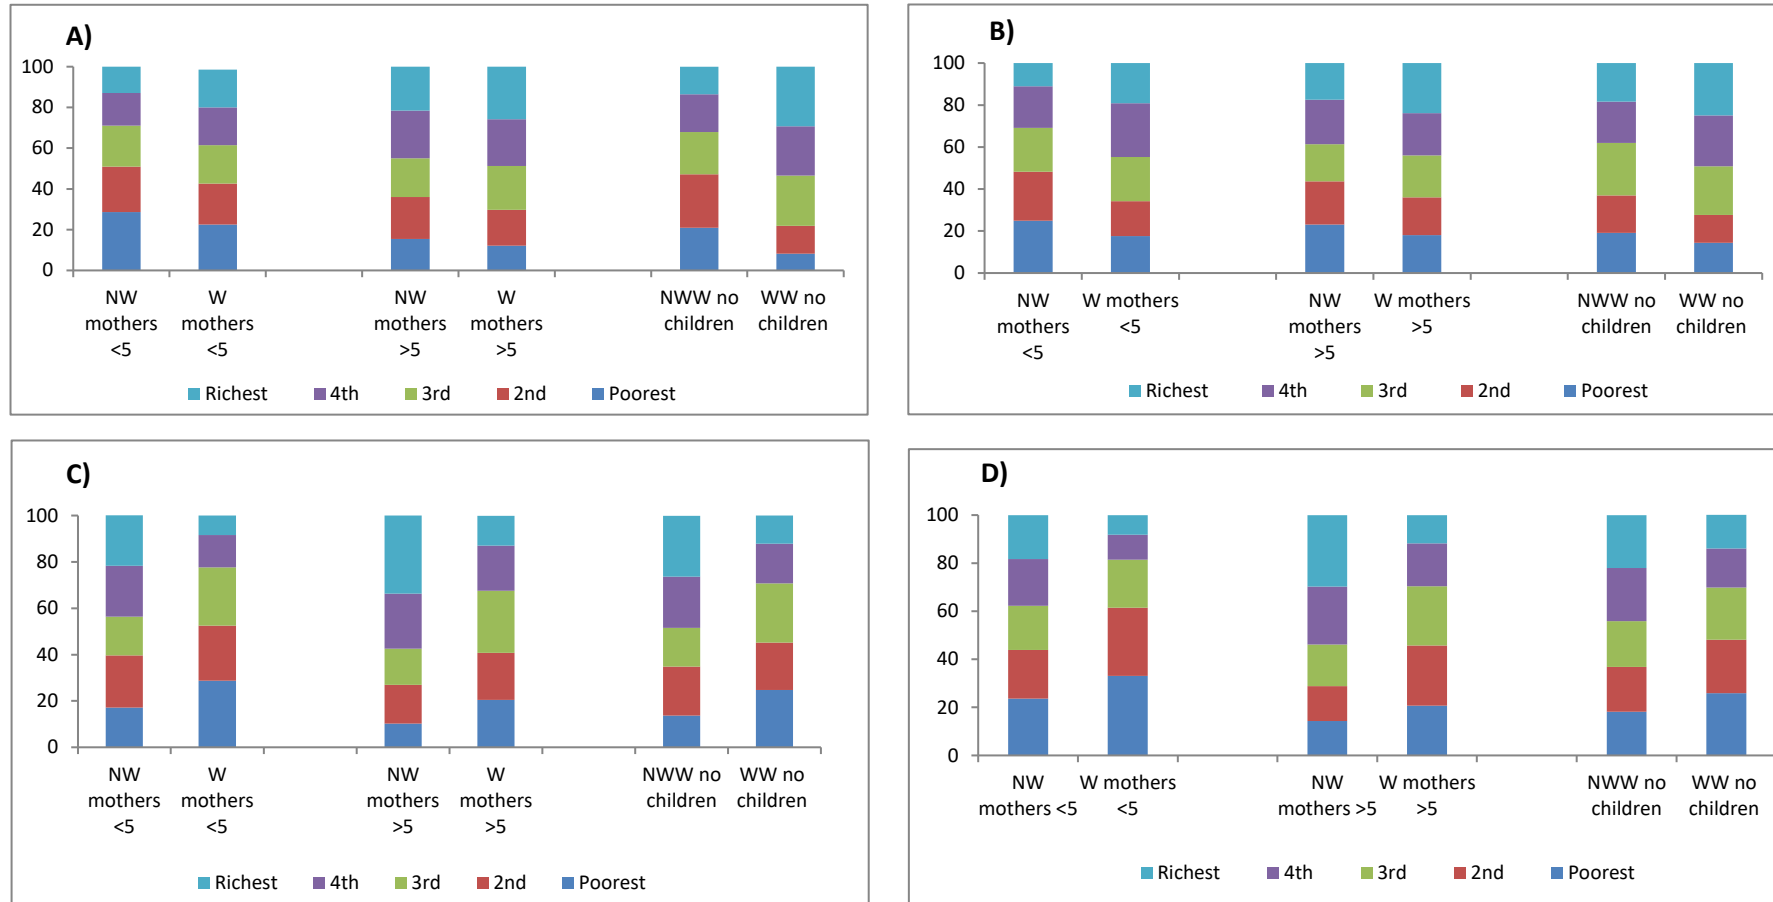 A)
100
80
60
40
20
0
NW mothers <5
W mothers <5
NW mothers >5
W mothers >5
NWW no children
WW no children
Richest 4th 3rd 2nd Poorest
B)
100
80
60
40
20
0
NW mothers <5
W mothers <5
NW mothers >5
W mothers >5
NWW no children
WW no children
Richest 4th 3rd 2nd Poorest
C)
100
80
60
40
20
0
NW mothers <5
W mothers <5
NW mothers >5
W mothers >5
NWW no children
WW no children
Richest 4th 3rd 2nd Poorest
D)
100
80
60
40
20
0
NW mothers <5
W mothers <5
NW mothers >5
W mothers >5
NWW no children
WW no children
Richest 4th 3rd 2nd Poorest